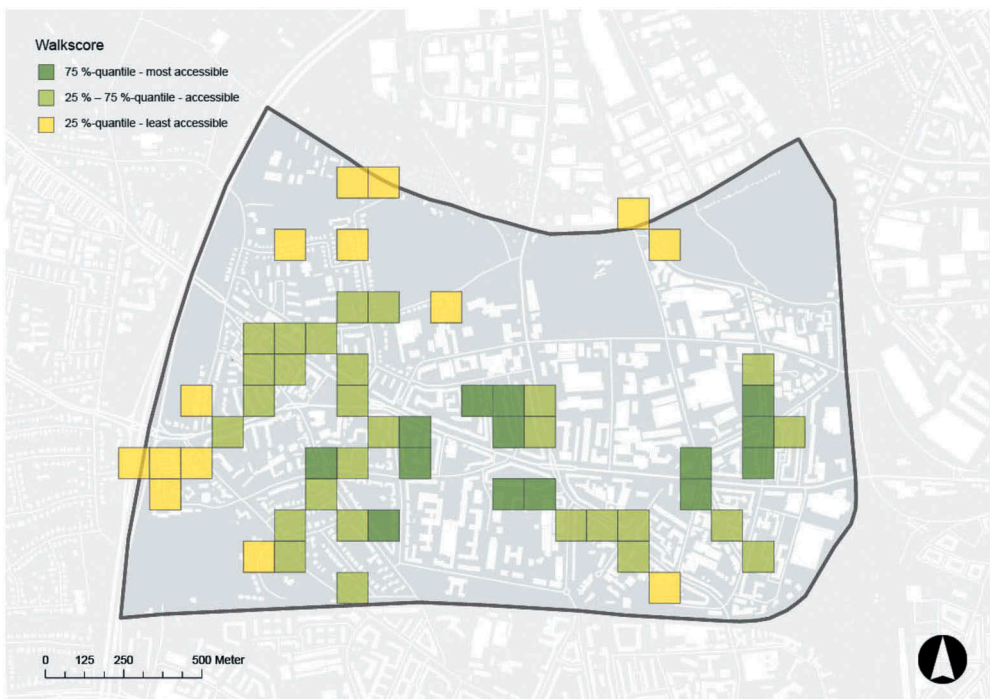 Walkscore
75 %-quantile - most accessible
25 % – 75 %-quantile - accessible
25 %-quantile - least accessible
0 125 250 500 Meter